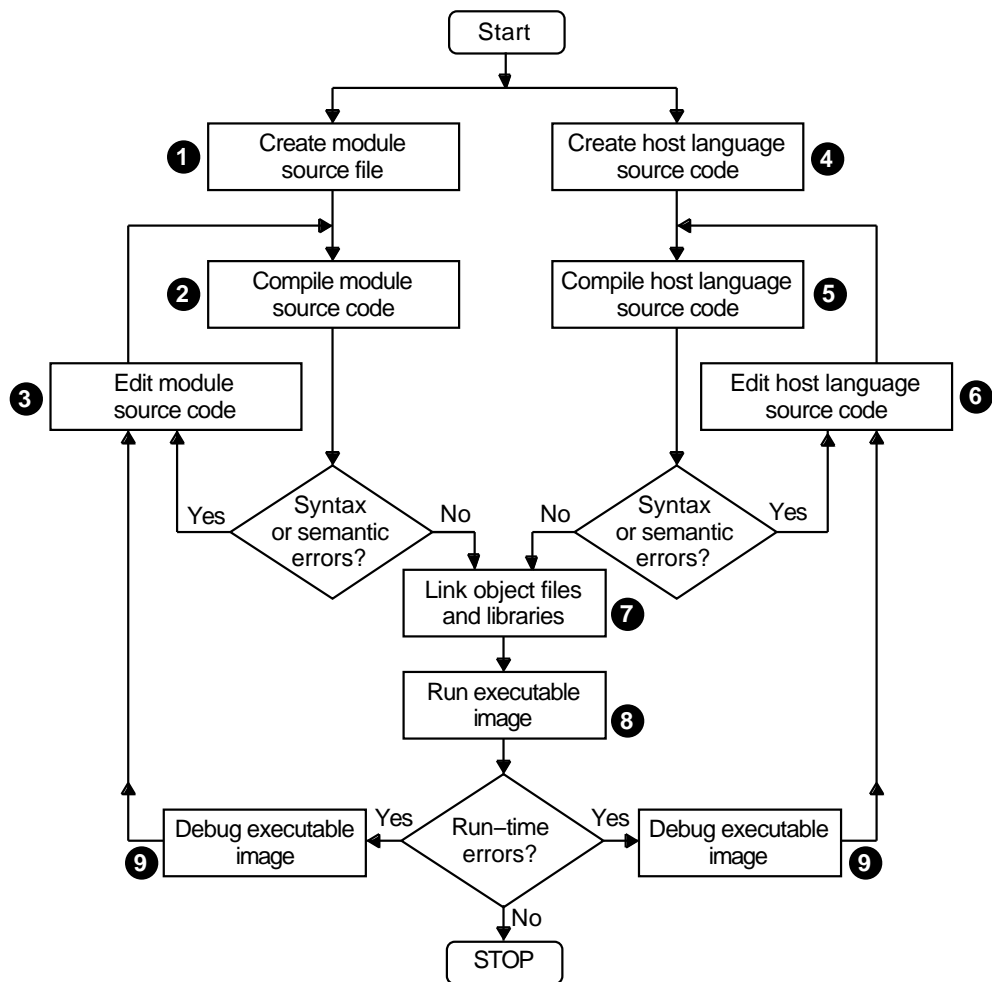 Start
1
Create module
source file
Create host language
source code
4
2
Compile module
source code
Compile host language
source code
5
3
Edit module
source code
Edit host language
source code
6
Yes
Syntax
or semantic
errors?
No
No
Syntax
or semantic
errors?
Yes
Link object files
and libraries
7
Run executable
image
8
9
Debug executable
image
Yes
Run–time
errors?
Yes
Debug executable
image
9
No
STOP